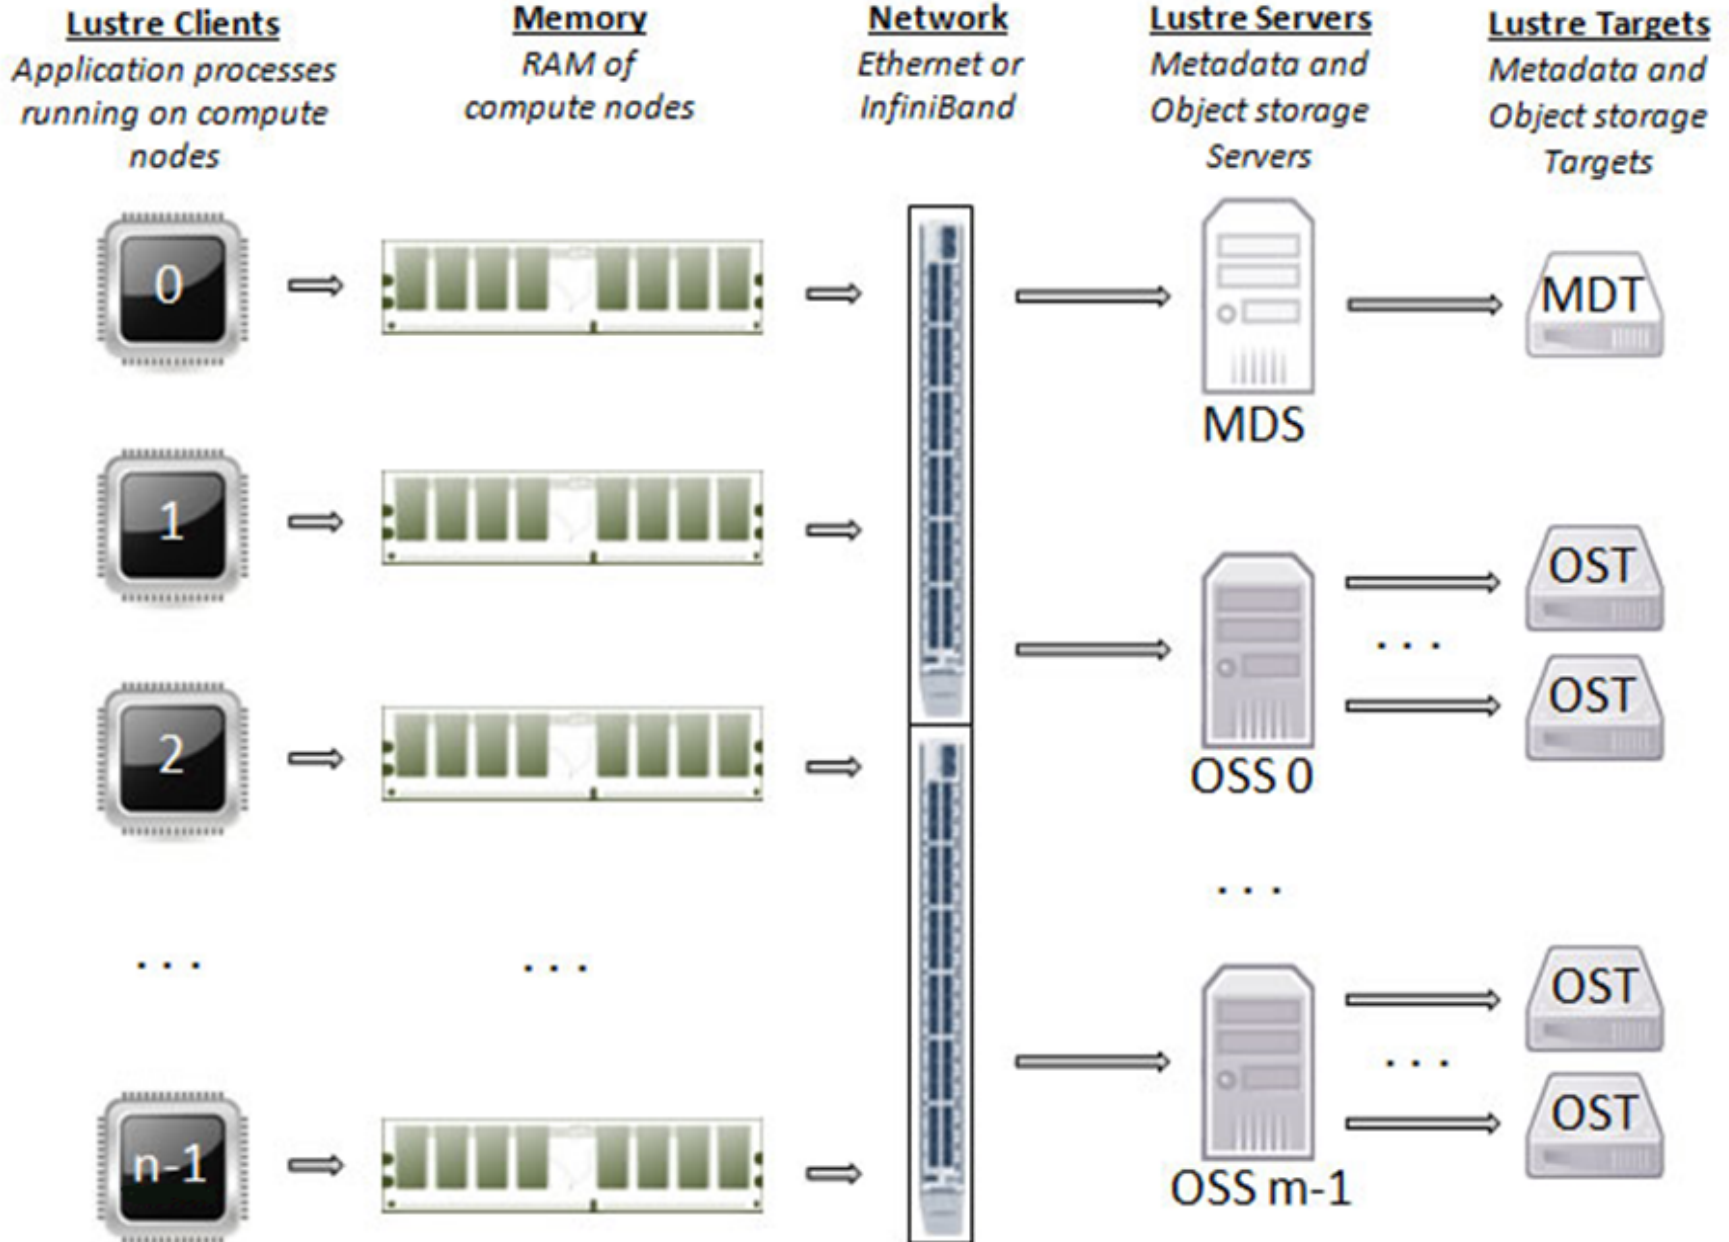 Lustre Clients
Application processes
running on compute
nodes
Memory
RAM of
compute nodes
Network
Ethernet or
InfiniBand
Lustre Servers
Metadata and
Object storage
Servers
Lustre Targets
Metadata and
Object storage
Targets
0
MDS
MDT
1
OSS 0
OST
. . .
OST
2
. . .
. . .
. . .
n-1
OSS m-1
OST
. . .
OST